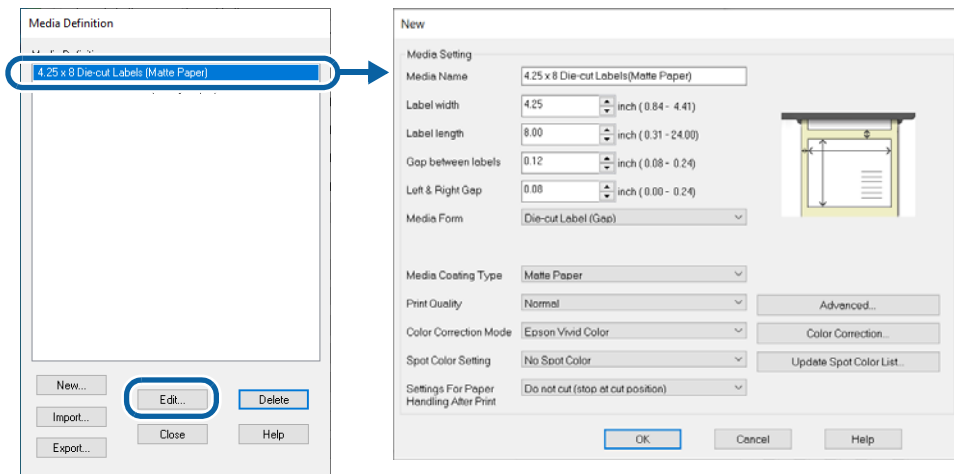 Media Definition
4.25 x 8 Die-cut Labels (Matte Paper)
New...
Edit...
Delete
Import...
Close
Help
Export...
New
Media Setting
Media Name
4.25 x 8 Die-cut Labels(Matte Paper)
Label width
4.25
inch ( 0.84 - 4.41)
Label length
8.00
inch ( 0.31 - 24.00)
Gap between labels
0.12
inch ( 0.08 - 0.24)
Left & Right Gap
0.08
inch ( 0.00 - 0.24)
Media Form
Die-cut Label (Gap)
Media Coating Type
Matte Paper
Print Quality
Normal
Advanced...
Color Correction Mode
Epson Vivid Color
Color Correction...
Spot Color Setting
No Spot Color
Update Spot Color List...
Settings For Paper
Handling After Print
Do not cut (stop at cut position)
OK
Cancel
Help